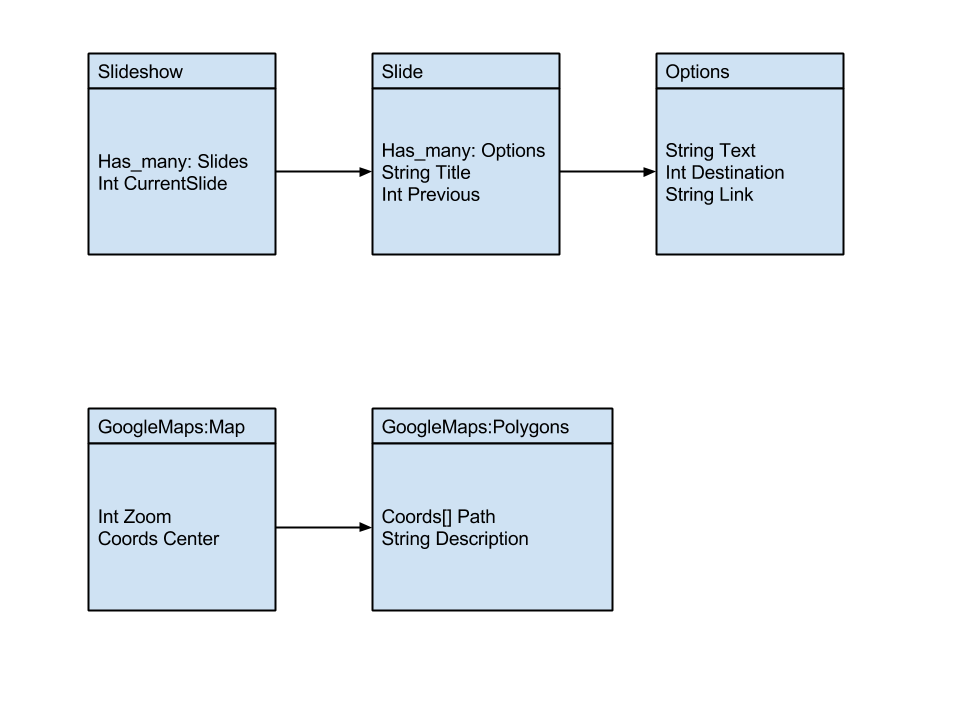 Slideshow
Has_many: Slides
Int CurrentSlide
Slide
Has_many: Options
String Title
Int Previous
Options
String Text
Int Destination
String Link
GoogleMaps:Map
Int Zoom
Coords Center
GoogleMaps:Polygons
Coords[] Path
String Description